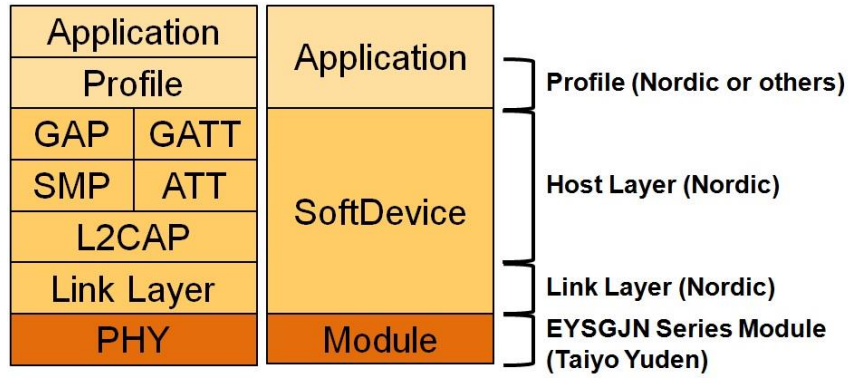 Application
Profile
GAP GATT
SMP ATT
L2CAP
Link Layer
PHY
Application
SoftDevice
Module
Profile (Nordic or others)
Host Layer (Nordic)
Link Layer (Nordic)
EYSGJN Series Module
(Taiyo Yuden)